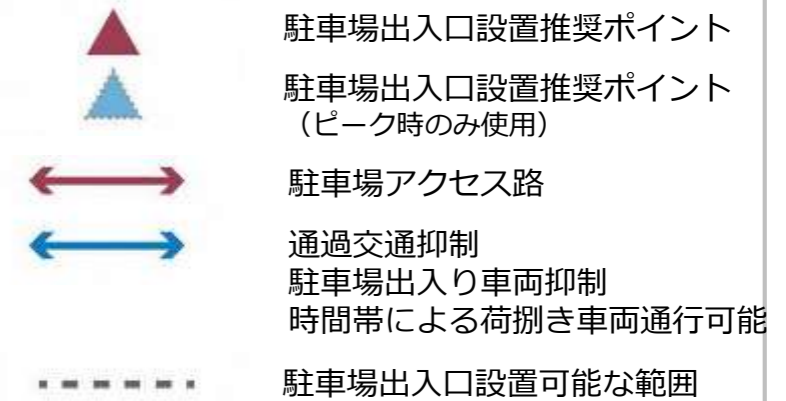 駐車場出入口設置推奨ポイント
駐車場出入口設置推奨ポイント
（ピーク時のみ使用）
駐車場アクセス路
通過交通抑制
駐車場出入り車両抑制
時間帯による荷捌き車両通行可能
駐車場出入口設置可能な範囲